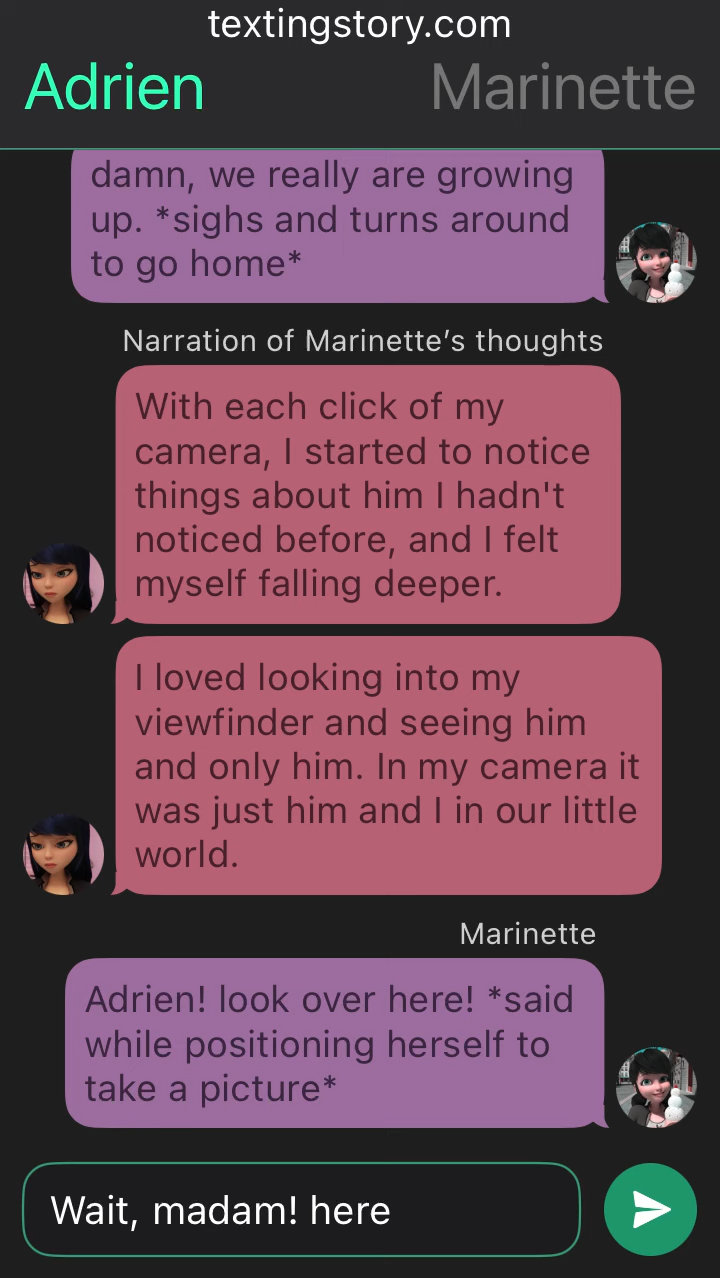 textingstory.com
Adrien Marinette
damn, we really are growing
up. *sighs and turns around
to go home*
Narration of Marinette’s thoughts
With each click of my
camera, I started to notice
things about him I hadn't
noticed before, and I felt
myself falling deeper.
I loved looking into my
viewfinder and seeing him
and only him. In my camera it
was just him and I in our little
world.
Marinette
Adrien! look over here! *said
while positioning herself to
take a picture*
Wait, madam! here